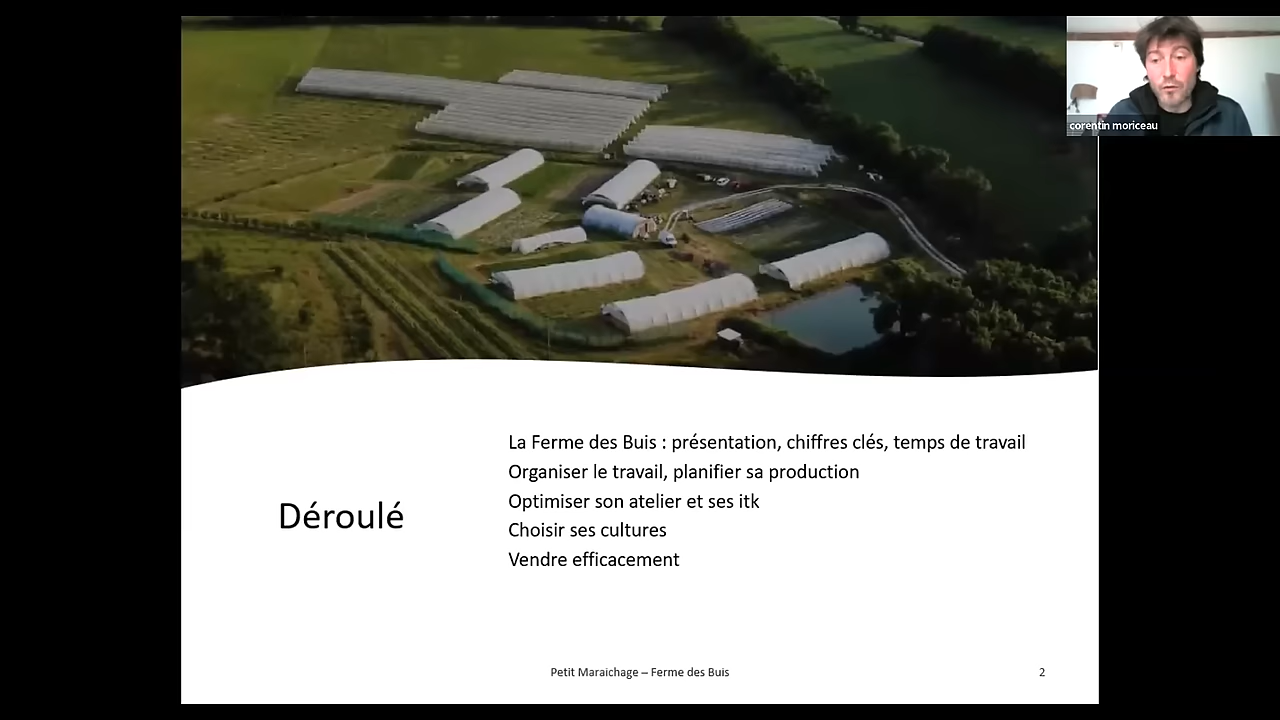 corentin moriceau
La Ferme des Buis : présentation, chiffres clés, temps de travail
Organiser le travail, planifier sa production
Optimiser son atelier et ses itk
Déroulé
Choisir ses cultures
Vendre efficacement
Petit Maraichage – Ferme des Buis
2